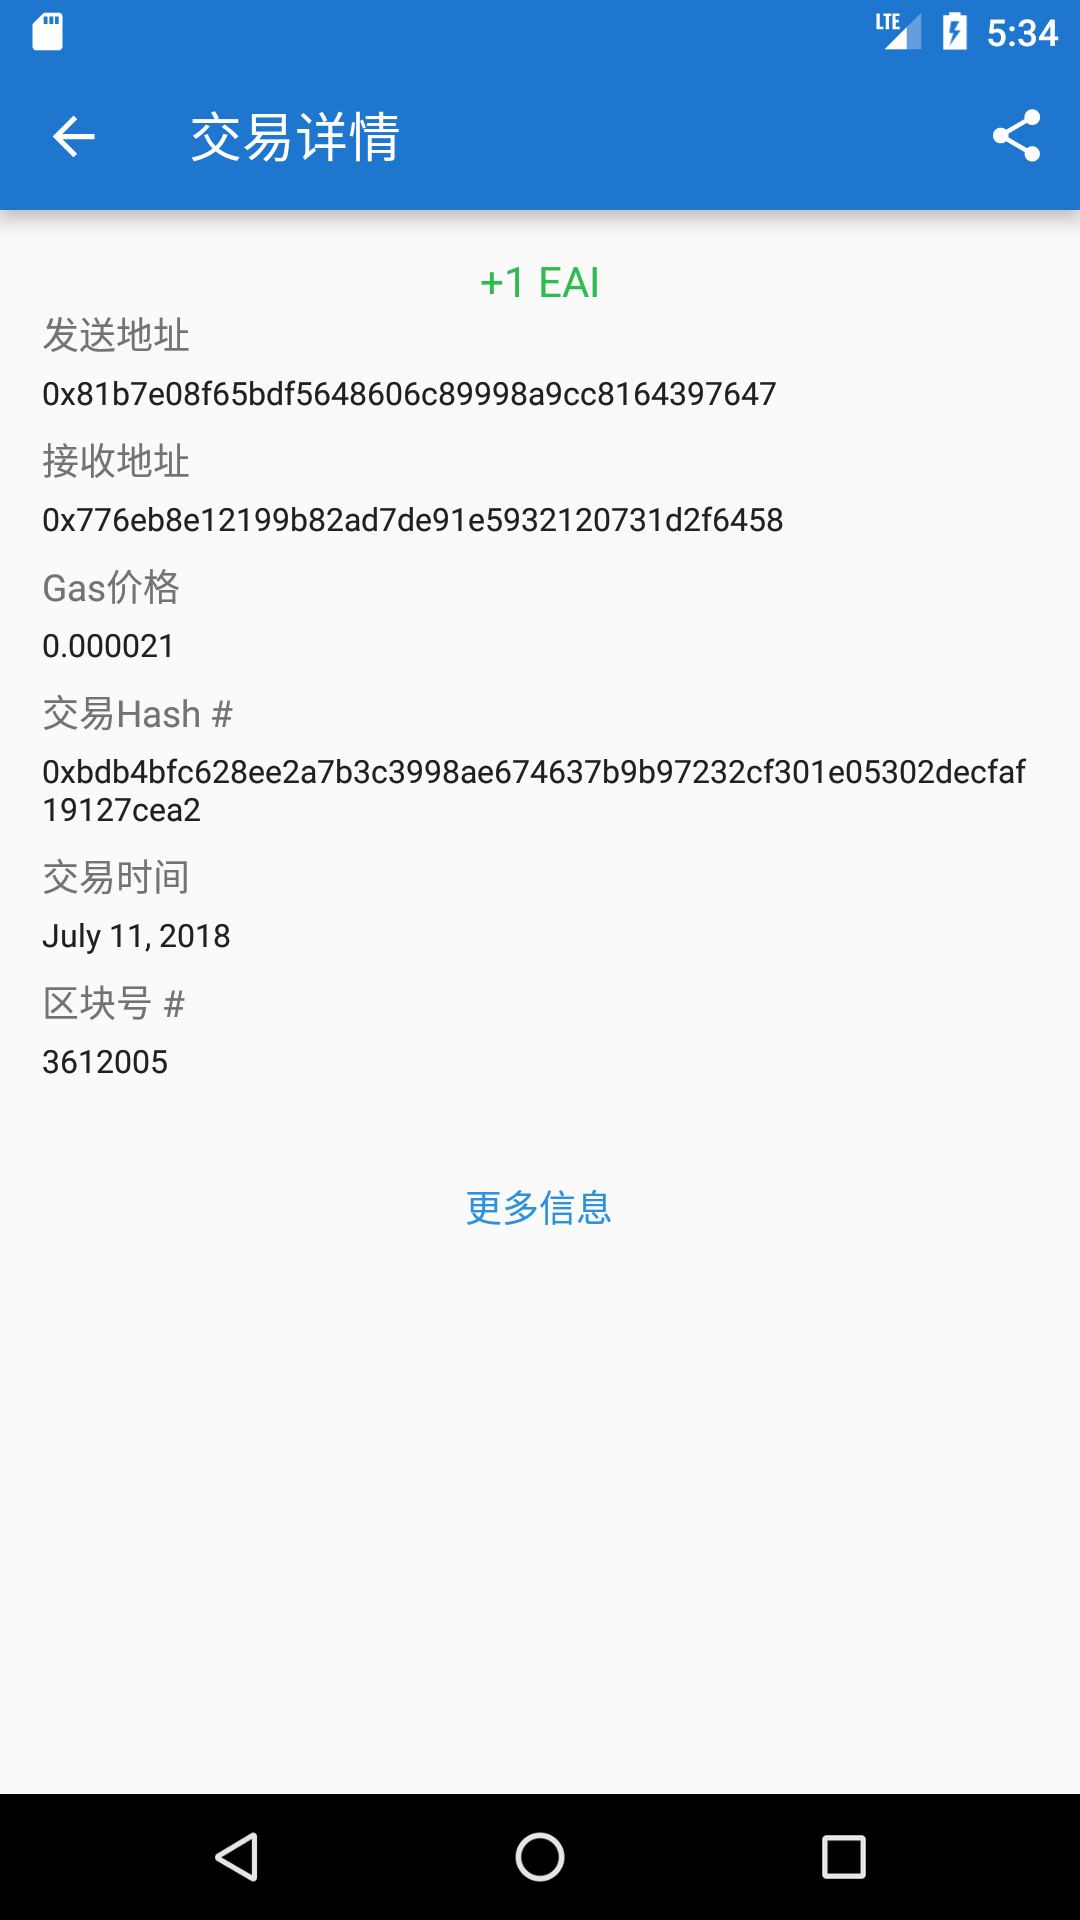 LTE 5:34
交易详情
+1 EAI
发送地址
0x81b7e08f65bdf5648606c89998a9cc8164397647
接收地址
0x776eb8e12199b82ad7de91e5932120731d2f6458
Gas价格
0.000021
交易Hash #
0xbdb4bfc628ee2a7b3c3998ae674637b9b97232cf301e05302decfaf
19127cea2
交易时间
July 11, 2018
区块号 #
3612005
更多信息